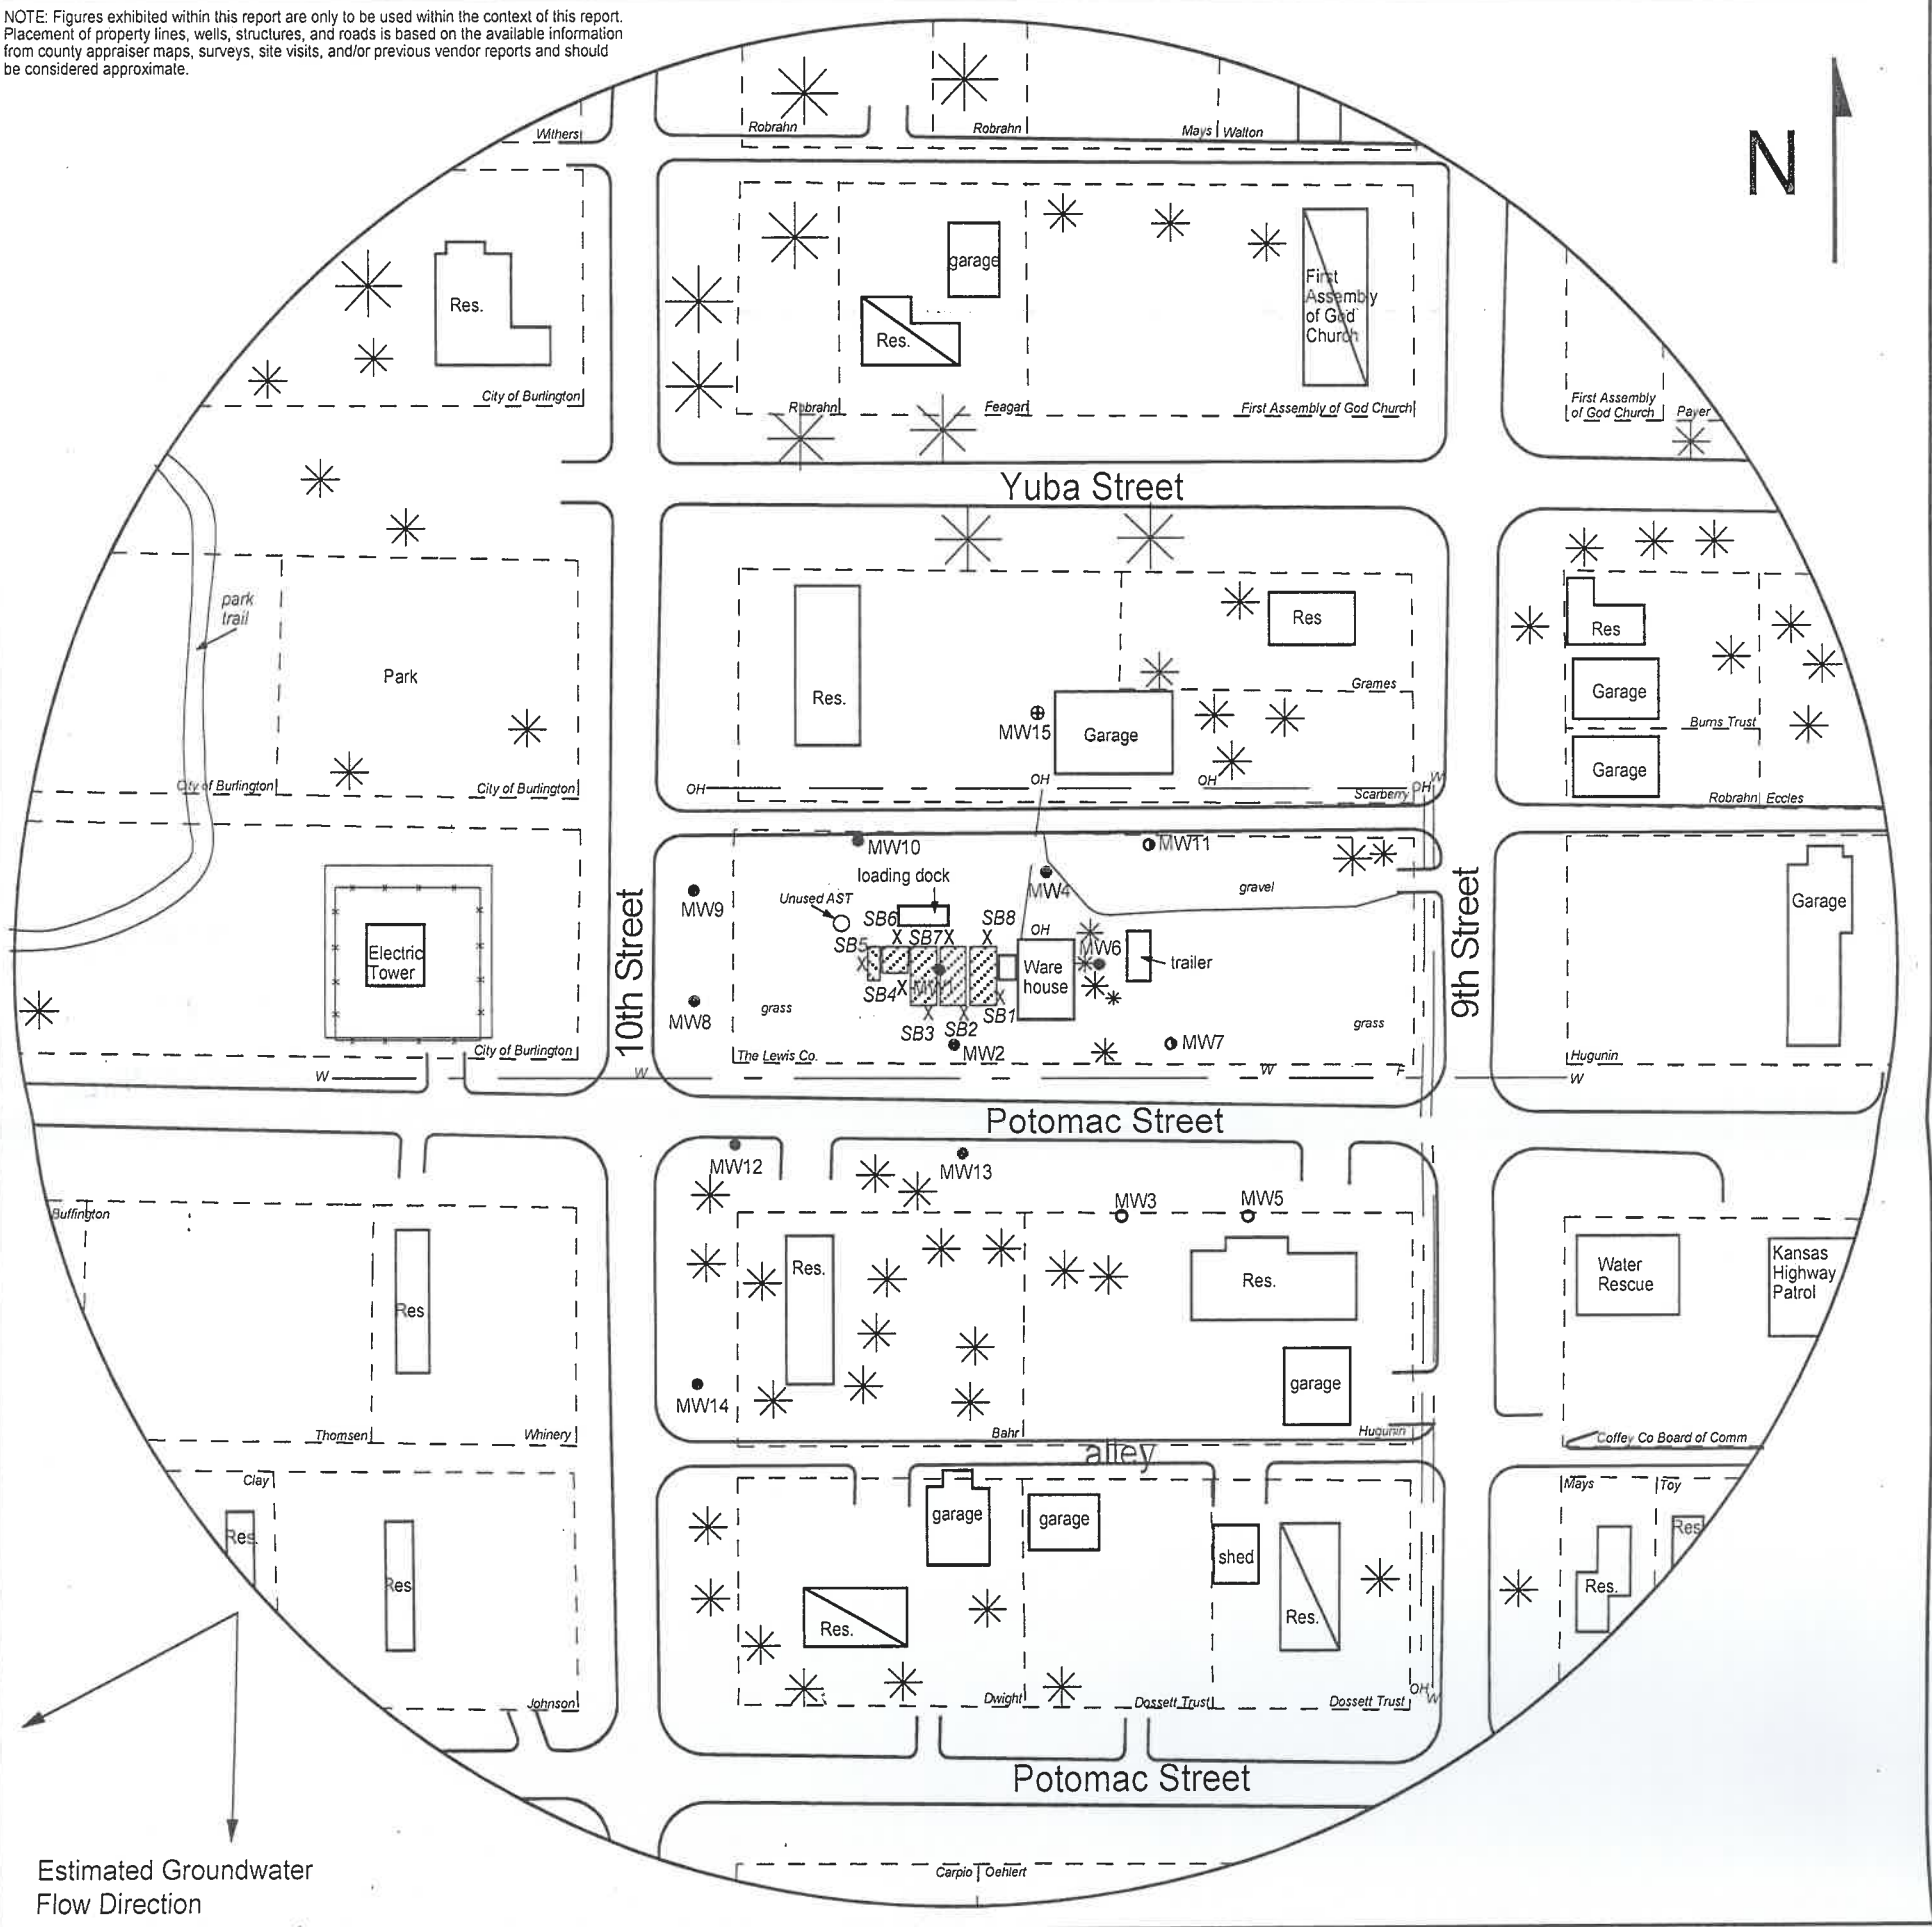 NOTE: Figures exhibited within this report are only to be used within the context of this report.
Placement of property lines, wells, structures, and roads is based on the available information
from county appraiser maps, surveys, site visits, and/or previous vendor reports and should
be considered approximate.
N
Withers
Robrahn
Robrahn
Mays
Walton
Res.
City of Burlington
garage
Res.
First
Assembly
of God
Church
Robrahn
Feagan
First Assembly of God Church
First Assembly
of God Church
Payer
Yuba Street
park
trail
Park
Res.
Res
Grames
MW15
Garage
Res
Garage
Burns Trust
Garage
City of Burlington
City of Burlington
OH
OH
OH
Scarberry
OH
W
Robrahn
Eccles
MW10
MW11
loading dock
MW4
gravel
Unused AST
MW9
SB6
SB8
SB7
OH
SB5
MW6
Electric
Tower
Ware
house
trailer
Garage
10th Street
9th Street
SB4
MW1
SB1
grass
MW8
SB3
SB2
grass
MW2
MW7
City of Burlington
The Lewis Co.
Hugunin
W
W
W
F
W
Potomac Street
MW12
MW13
MW3
MW5
Buffington
Res.
Res.
Water
Rescue
Kansas
Highway
Patrol
Res
garage
MW14
Thomsen
Whinery
Bahr
Hugunin
Coffey Co Board of Comm
alley
Clay
Mays
Toy
garage
garage
Res.
Res
shed
Res
Res.
Res.
Res.
Johnson
Dwight
Dossett Trust
Dossett Trust
OH
W
Potomac Street
Estimated Groundwater
Flow Direction
Carpio
Oehlert